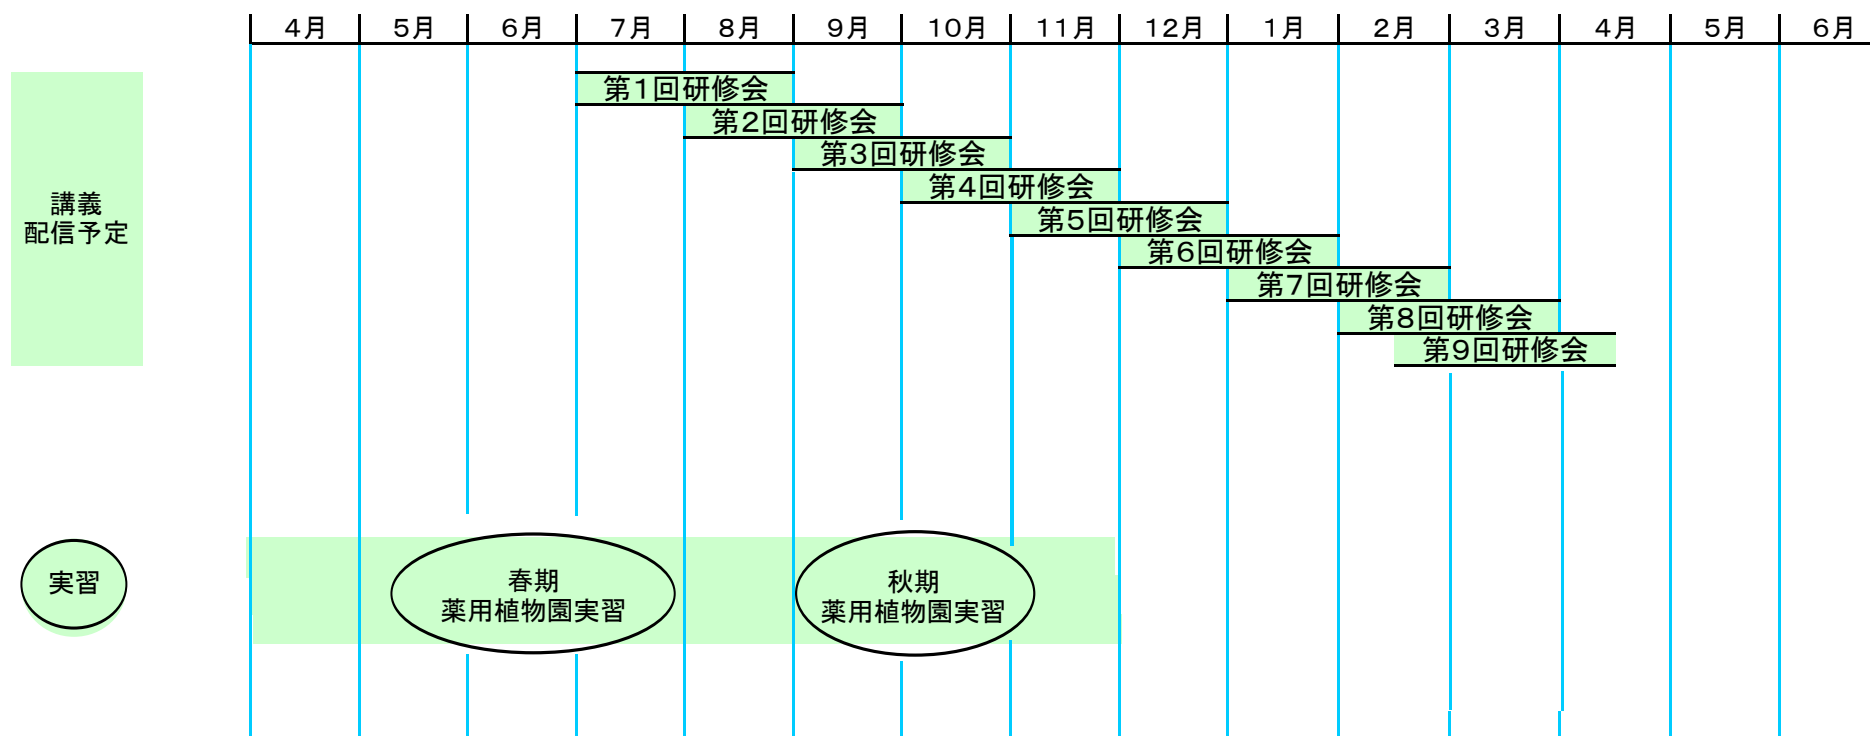 ４月 ５月 ６月 ７月 ８月 ９月 １０月 １１月 １２月 １月 ２月 ３月 ４月 ５月 ６月
第１回研修会
第２回研修会
第３回研修会
第４回研修会
第５回研修会
第６回研修会
第７回研修会
第８回研修会
第９回研修会
講義
配信予定
実習
春期
薬用植物園実習
秋期
薬用植物園実習